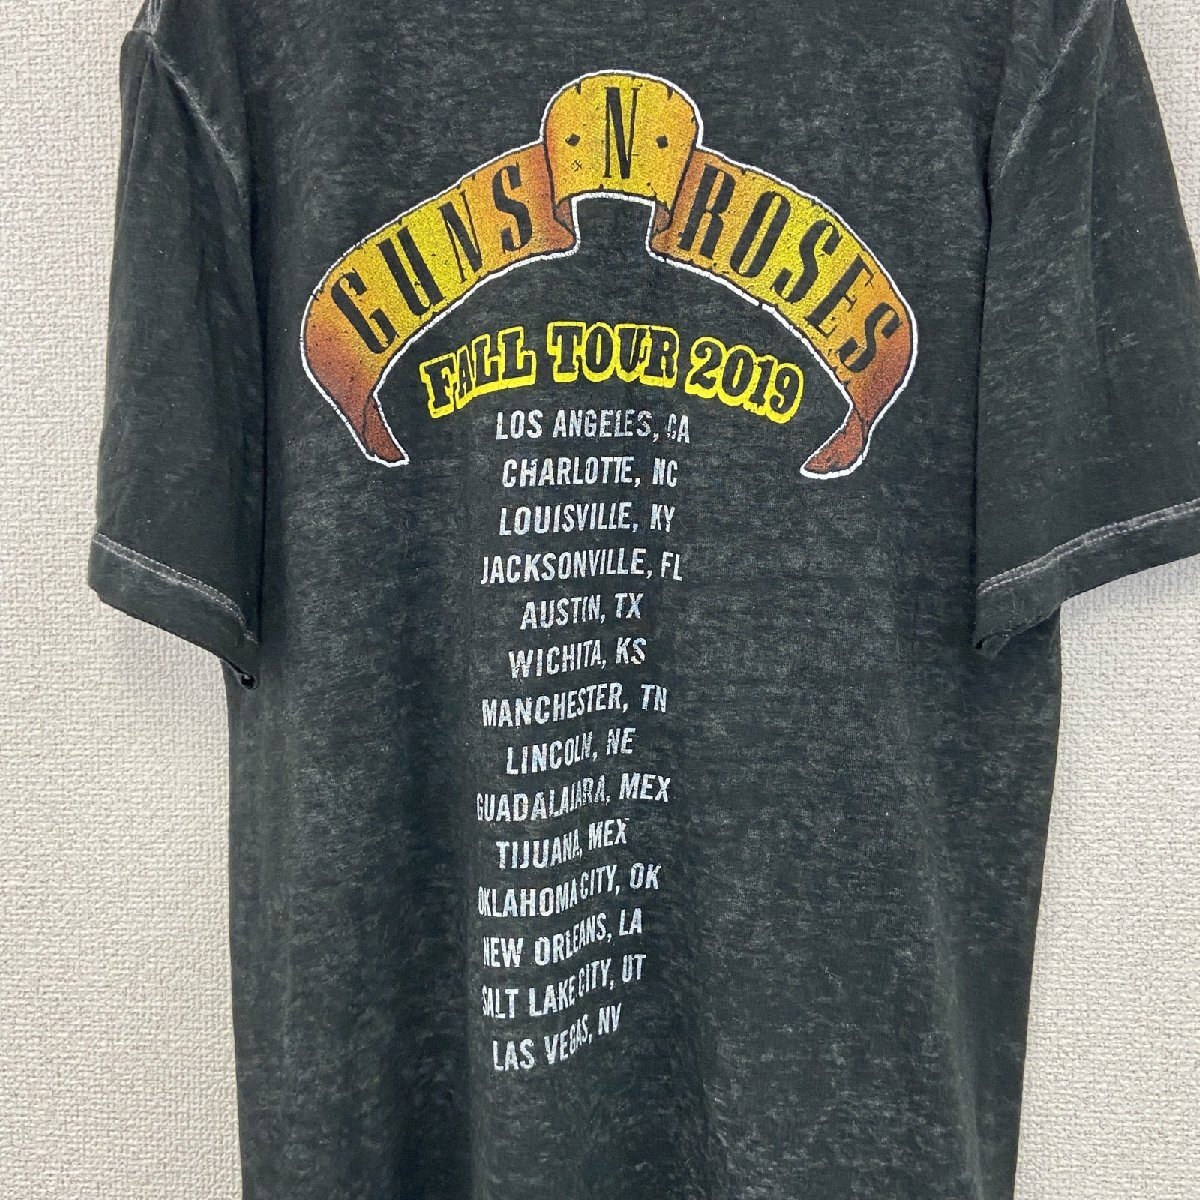 GUNS N ROSES
FALL TOUR 2019
LOS ANGELES, CA
CHARLOTTE, NC
LOUISVILLE, KY
JACKSONVILLE, FL
AUSTIN, TX
WICHITA, KS
MANCHESTER, TN
LINCOLN, NE
GUADALAJARA, MEX
TIJUANA, MEX
OKLAHOMA CITY, OK
NEW ORLEANS, LA
SALT LAKE CITY, UT
LAS VEGAS, NV